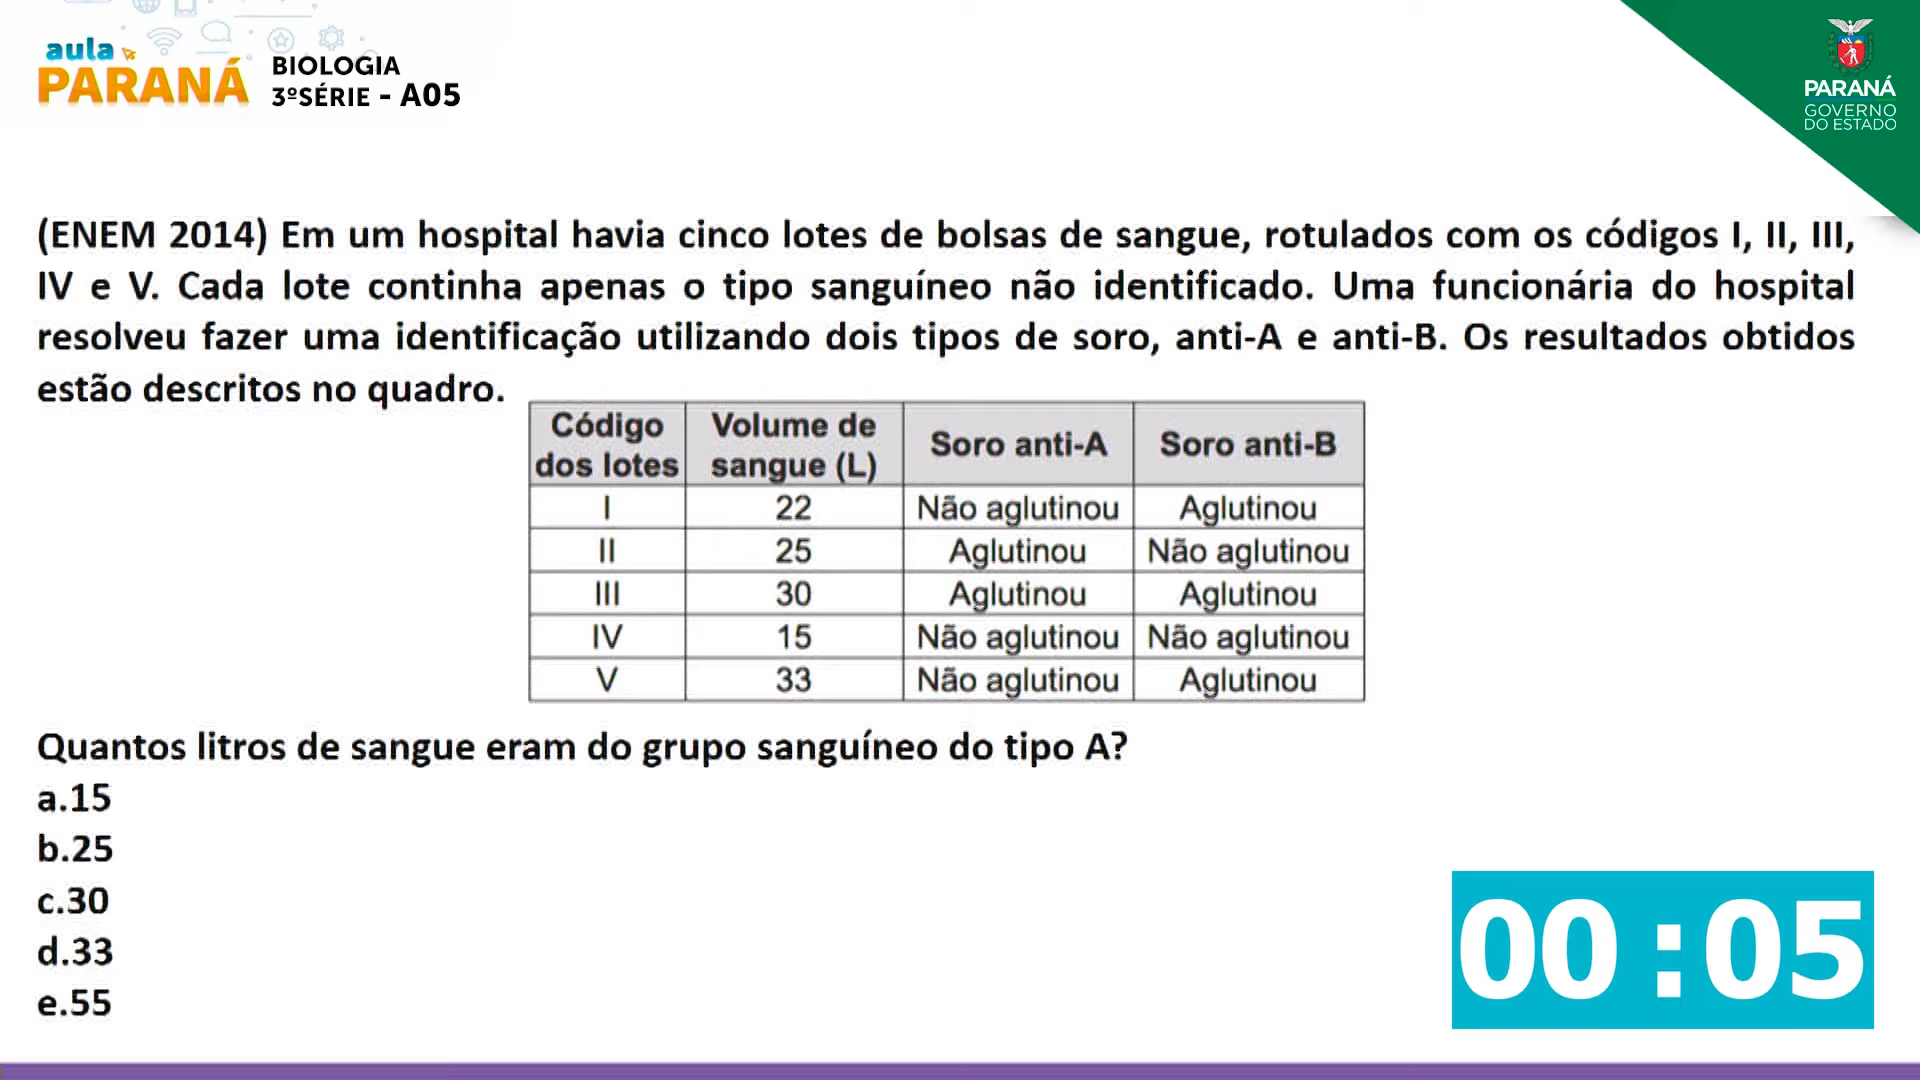 aula
PARANÁ
BIOLOGIA
3ºSÉRIE - A05
PARANÁ
GOVERNO
DO ESTADO
(ENEM 2014) Em um hospital havia cinco lotes de bolsas de sangue, rotulados com os códigos I, II, III,
IV e V. Cada lote continha apenas o tipo sanguíneo não identificado. Uma funcionária do hospital
resolveu fazer uma identificação utilizando dois tipos de soro, anti-A e anti-B. Os resultados obtidos
estão descritos no quadro.
Código dos lotes Volume de sangue (L) Soro anti-A Soro anti-B
I 22 Não aglutinou Aglutinou
II 25 Aglutinou Não aglutinou
III 30 Aglutinou Aglutinou
IV 15 Não aglutinou Não aglutinou
V 33 Não aglutinou Aglutinou
Quantos litros de sangue eram do grupo sanguíneo do tipo A?
a.15
b.25
c.30
d.33
e.55
00:05